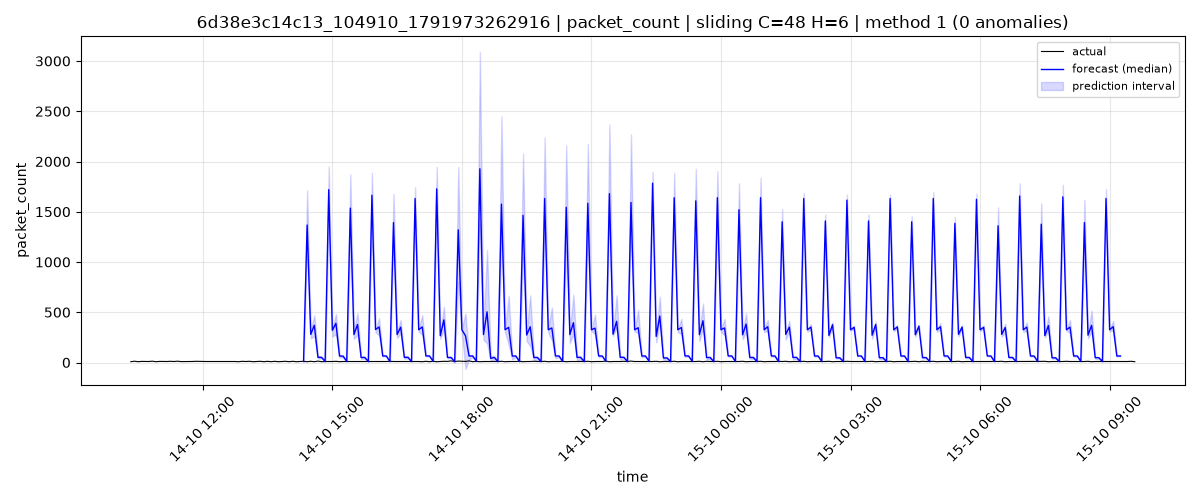 6d38e3c14c13_104910_1791973262916 | packet_count | sliding C=48 H=6 | method 1 (0 anomalies)
actual
forecast (median)
prediction interval
packet_count
3000
2500
2000
1500
1000
500
0
14-10 12:00
14-10 15:00
14-10 18:00
14-10 21:00
15-10 00:00
15-10 03:00
15-10 06:00
15-10 09:00
time